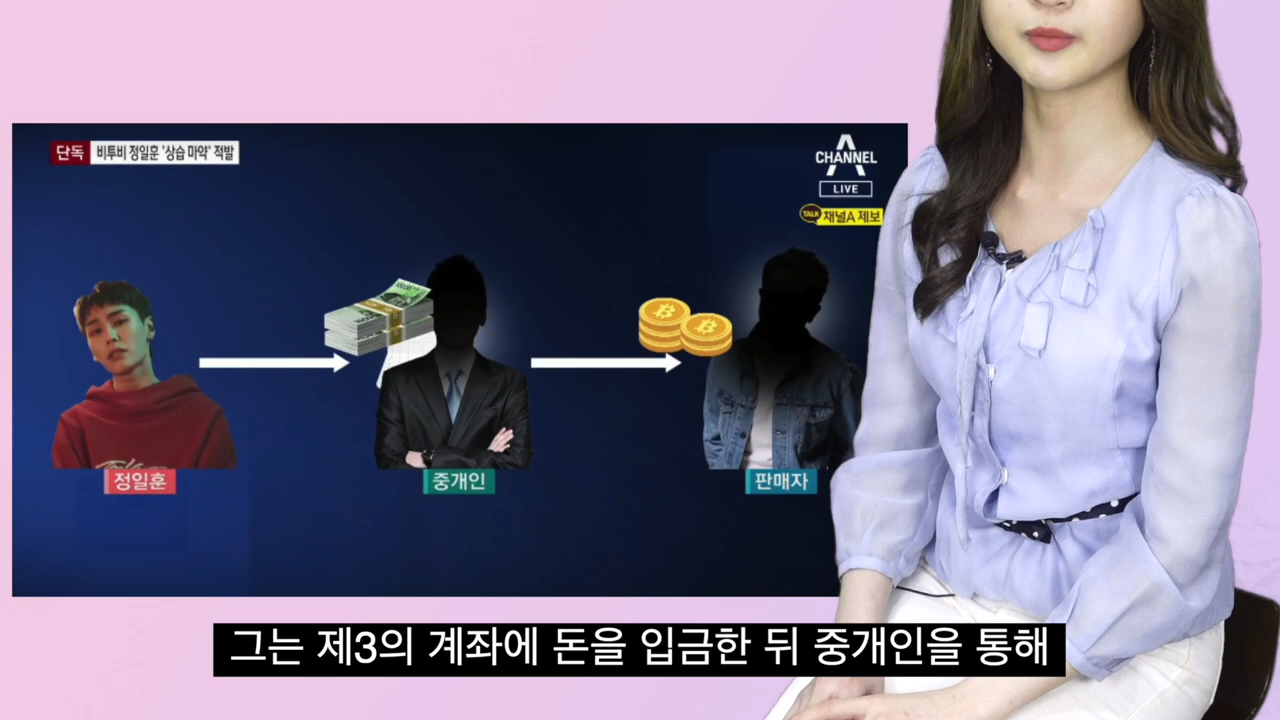 단독 비투비 정일훈 '상습 마약' 적발
CHANNEL A
LIVE
TALK 채널A 제보
정일훈
중개인
판매자
그는 제3의 계좌에 돈을 입금한 뒤 중개인을 통해